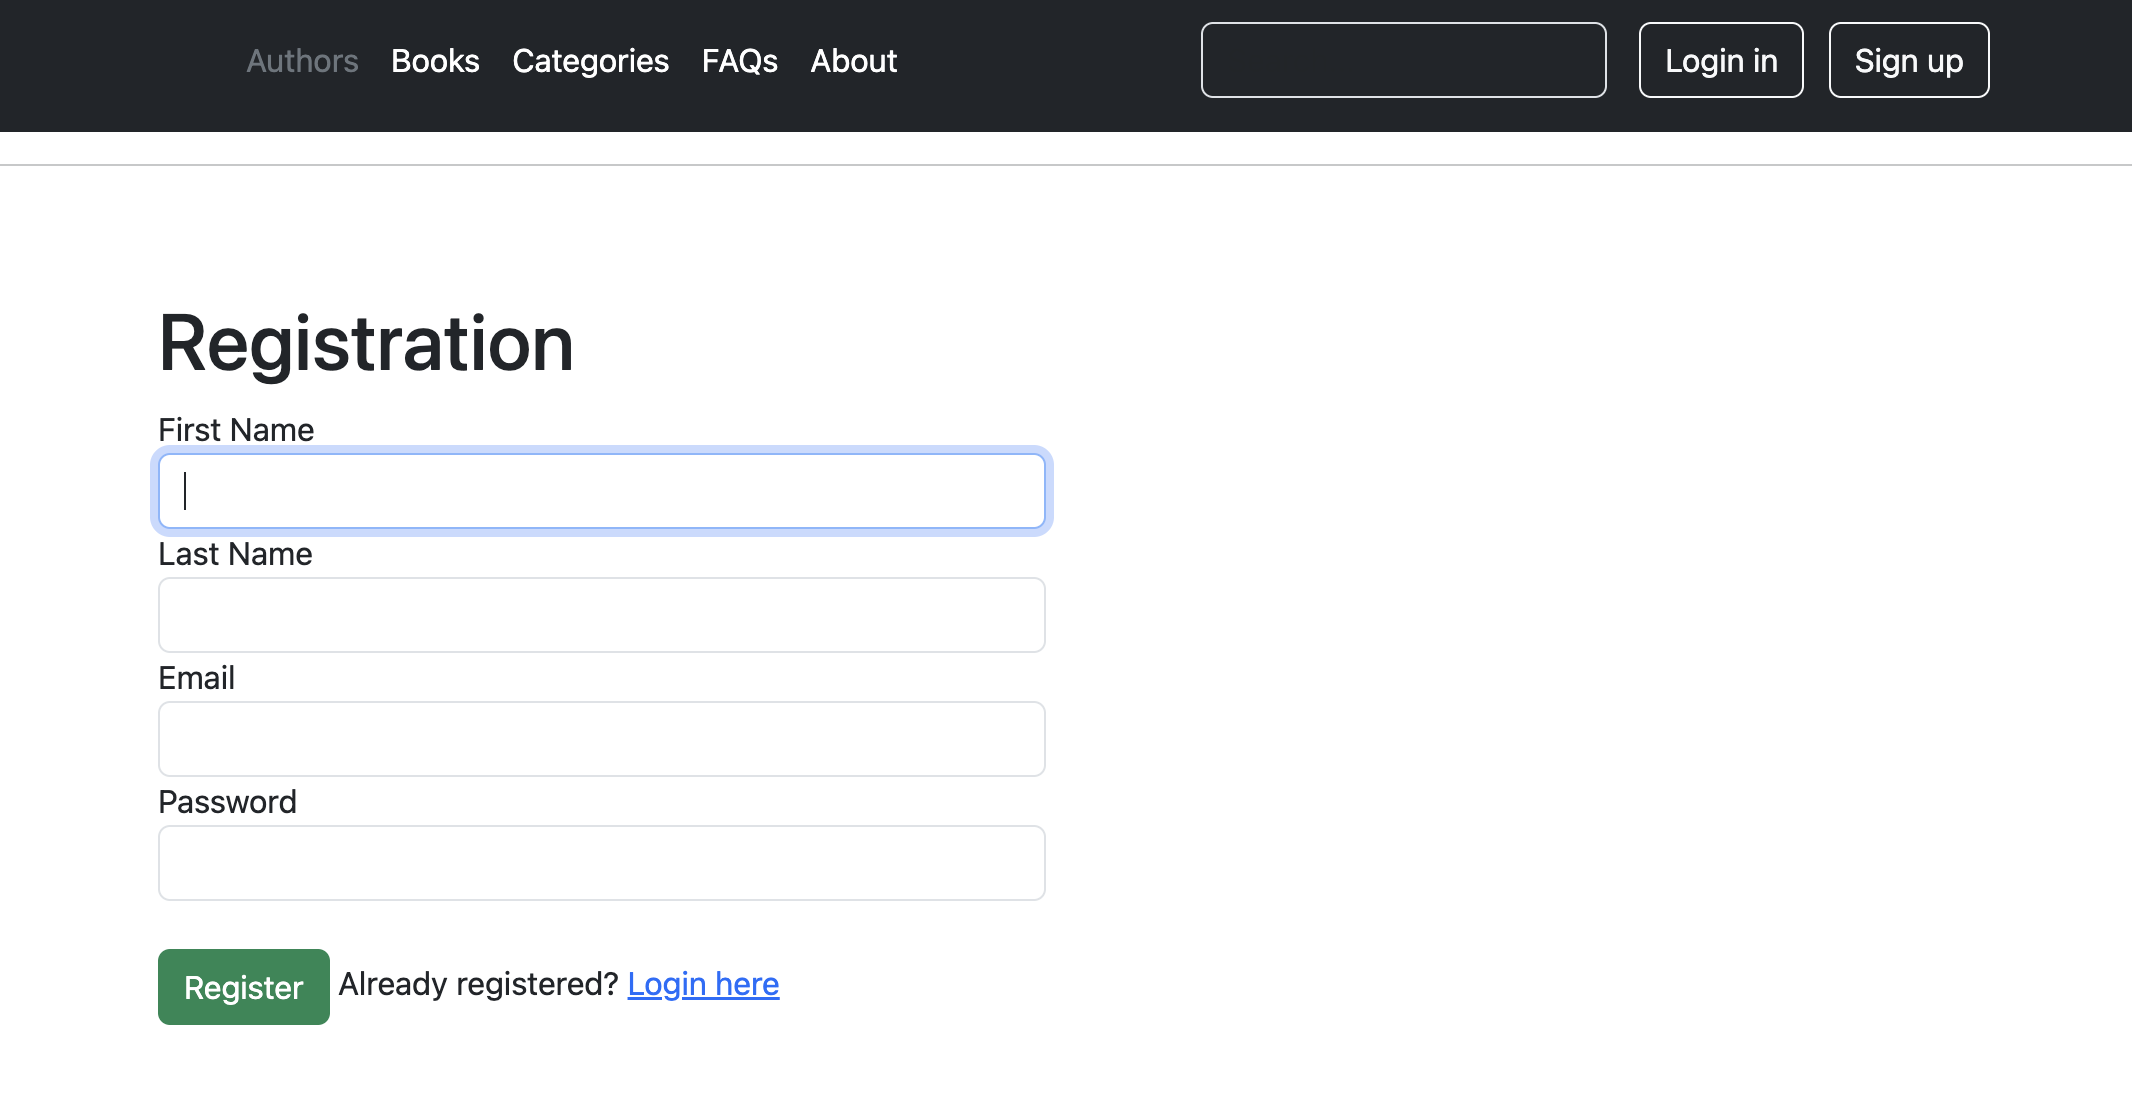 Authors Books Categories FAQs About Login in Sign up
Registration
First Name
Last Name
Email
Password
Register Already registered? Login here